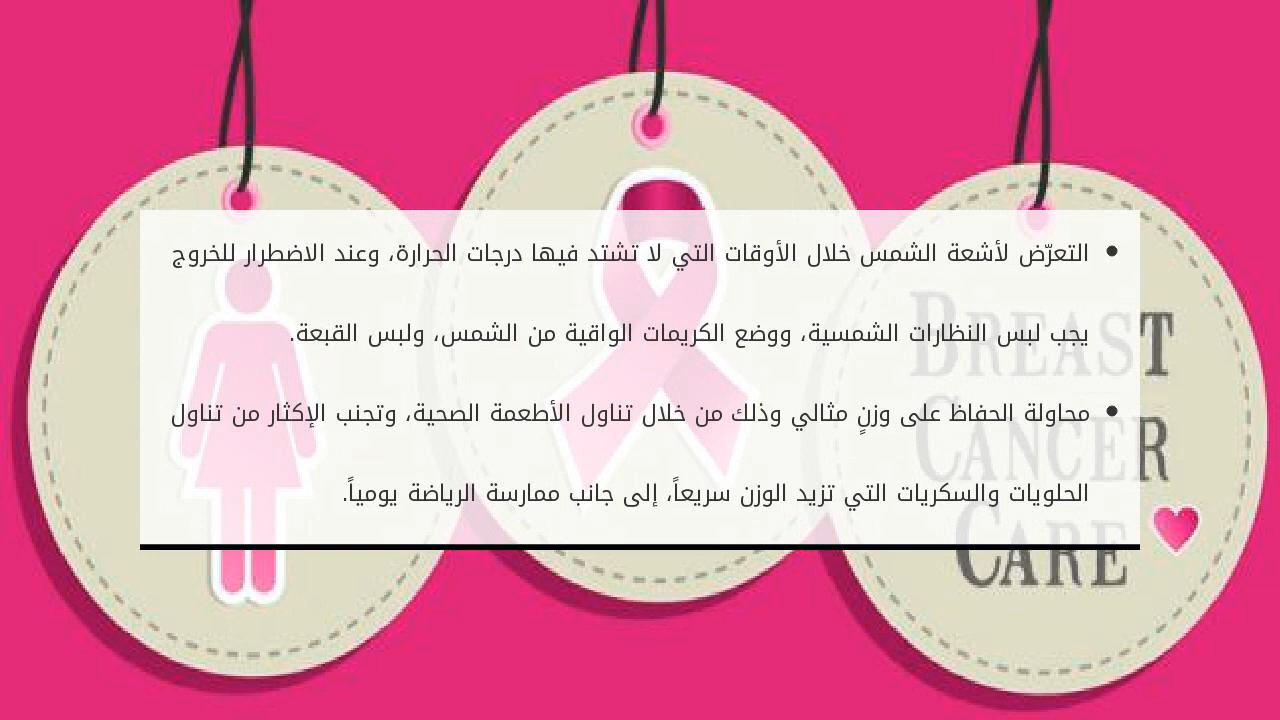 التعرّض لأشعة الشمس خلال الأوقات التي لا تشتد فيها درجات الحرارة، وعند الاضطرار للخروج
يجب لبس النظارات الشمسية، ووضع الكريمات الواقية من الشمس، ولبس القبعة.
محاولة الحفاظ على وزنٍ مثالي وذلك من خلال تناول الأطعمة الصحية، وتجنب الإكثار من تناول
الحلويات والسكريات التي تزيد الوزن سريعاً، إلى جانب ممارسة الرياضة يومياً.
BREAST
CANCER
CARE